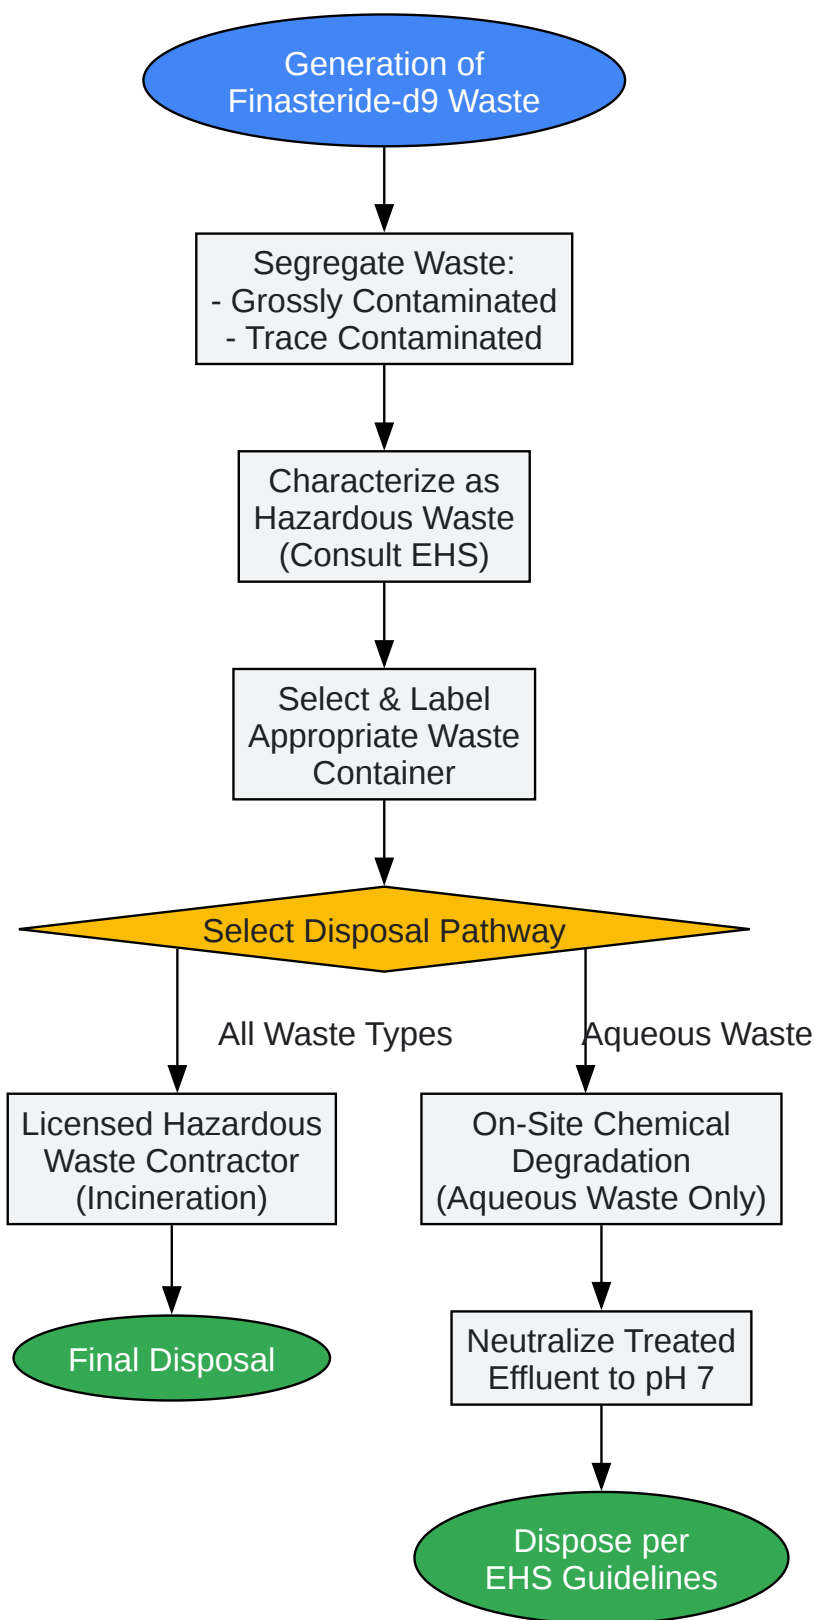 Generation of
Finasteride-d9 Waste
Segregate Waste:
- Grossly Contaminated
- Trace Contaminated
Characterize as
Hazardous Waste
(Consult EHS)
Select & Label
Appropriate Waste
Container
Select Disposal Pathway
All Waste Types
Aqueous Waste
Licensed Hazardous
Waste Contractor
(Incineration)
On-Site Chemical
Degradation
(Aqueous Waste Only)
Final Disposal
Neutralize Treated
Effluent to pH 7
Dispose per
EHS Guidelines